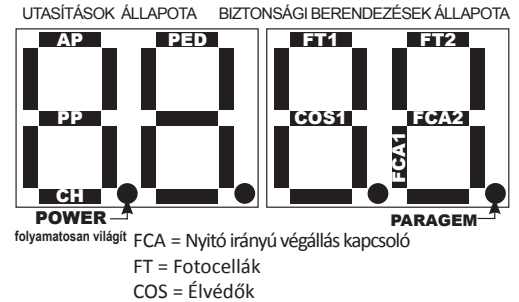 UTASÍTÁSOK ÁLLAPOTA BIZTONSÁGI BERENDEZÉSEK ÁLLAPOTA
AP PED FT1 FT2
PP COS1 FCA2
FCA1
CH
POWER PARAGEM
folyamatosan világít
FCA = Nyitó irányú végállás kapcsoló
FT = Fotocellák
COS = Élvédők